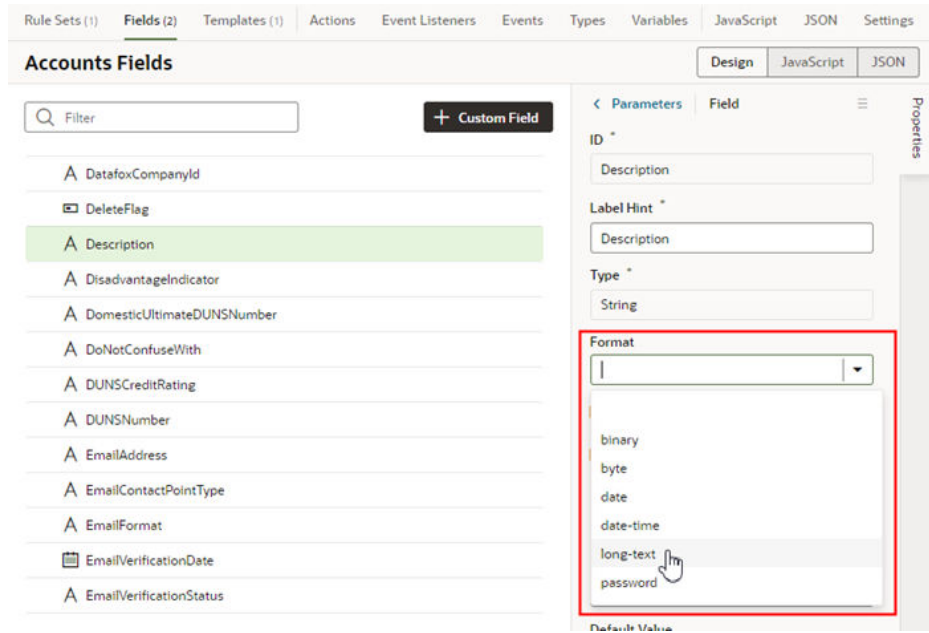 Rule Sets (1) Fields (2) Templates (1) Actions Event Listeners Events Types Variables JavaScript JSON Settings
Accounts Fields
Design JavaScript JSON
Filter
+ Custom Field
DatafoxCompanyId
DeleteFlag
Description
DisadvantageIndicator
DomesticUltimateDUNSNumber
DoNotConfuseWith
DUNSCreditRating
DUNSNumber
EmailAddress
EmailContactPointType
EmailFormat
EmailVerificationDate
EmailVerificationStatus
< Parameters Field
Properties
ID *
Description
Label Hint *
Description
Type *
String
Format
binary
byte
date
date-time
long-text
password
Default Value